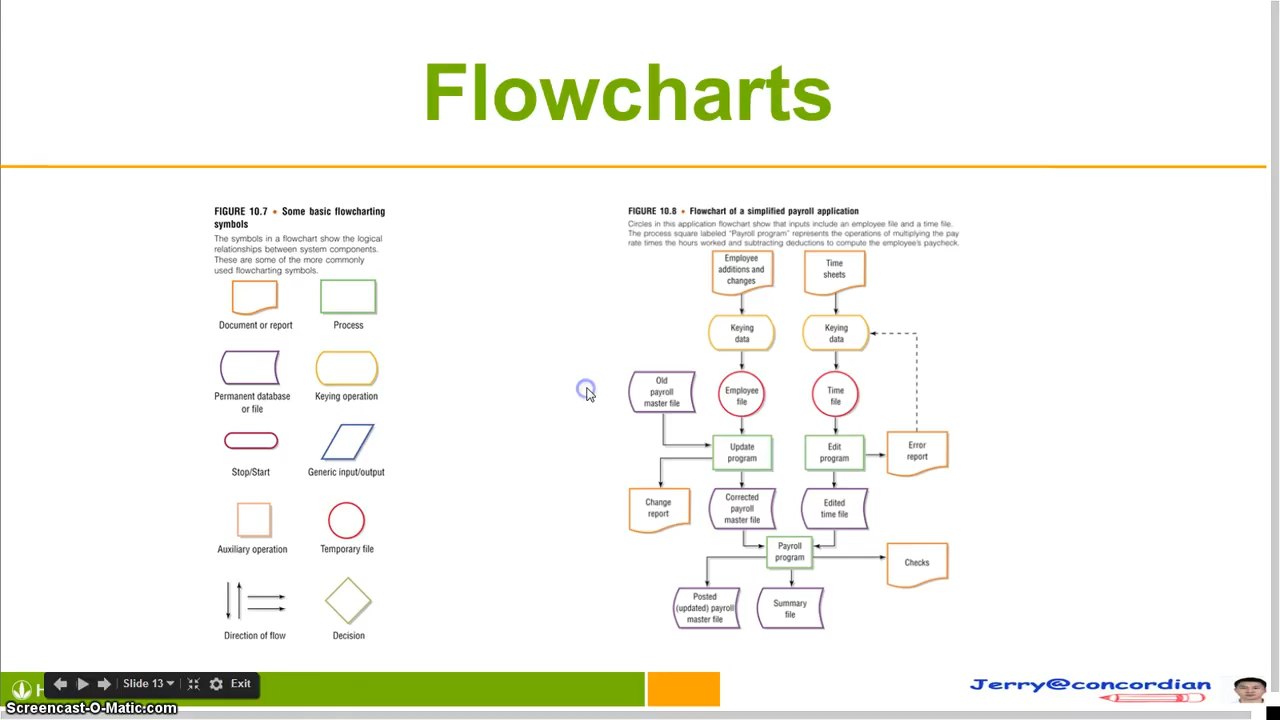 Flowcharts
FIGURE 10.7 • Some basic flowcharting
symbols
The symbols in a flowchart show the logical
relationships between system components.
These are some of the more commonly
used flowcharting symbols.
Document or report
Process
Permanent database
or file
Keying operation
Stop/Start
Generic input/output
Auxiliary operation
Temporary file
Direction of flow
Decision
FIGURE 10.8 • Flowchart of a simplified payroll application
Circles in this application flowchart show that inputs include an employee file and a time file.
The process square labeled "Payroll program" represents the operations of multiplying the pay
rate times the hours worked and subtracting deductions to compute the employee's paycheck.
Employee
additions and
changes
Time
sheets
Keying
data
Keying
data
Old
payroll
master file
Employee
file
Time
file
Update
program
Edit
program
Error
report
Change
report
Corrected
payroll
master file
Edited
time file
Payroll
program
Checks
Posted
(updated) payroll
master file
Summary
file
H
Slide 13
Exit
Jerry@concordian
Screencast-O-Matic.com